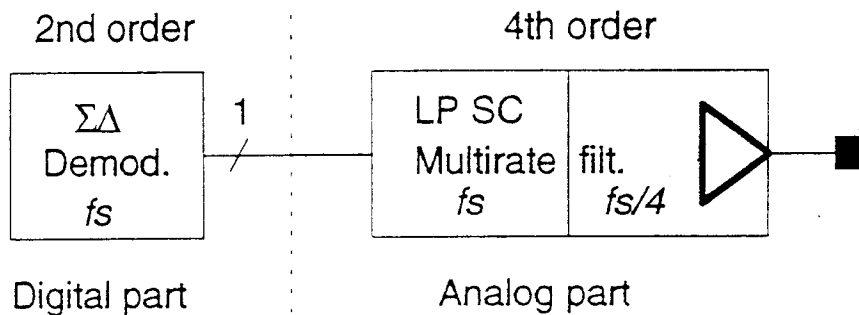 2nd order
4th order
ΣΔ
Demod.
fs
1
LP SC
Multirate filt.
fs
fs/4
Digital part
Analog part